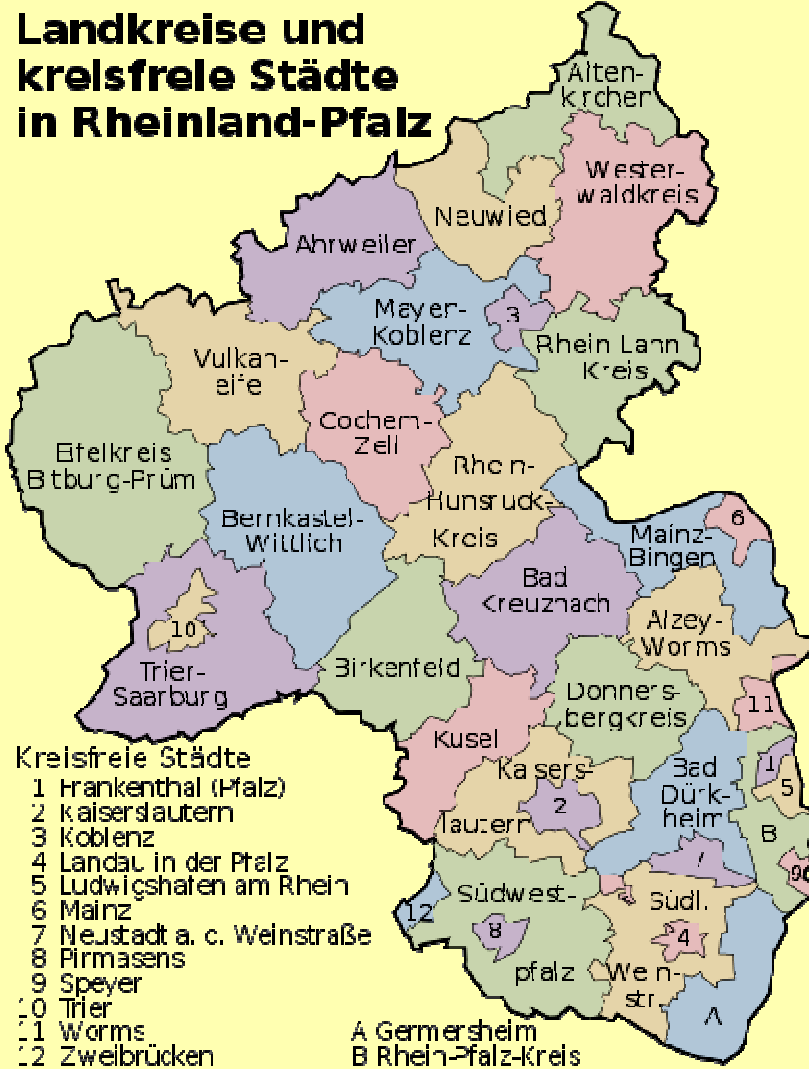 Landkreise und
kreisfreie Städte
in Rheinland-Pfalz
Alten-
kirchen
Wester-
waldkreis
Neuwied
Ahrweiler
Mayen-
Koblenz
3
Rhein Lahn
Kreis
Vulkan-
eife
Cochem-
Zell
Eifelkreis
Bitburg-Prüm
Rhein-
Hunsrück-
Kreis
Bernkastel-
Wittlich
6
Mainz-
Bingen
Bad
Kreuznach
Alzey-
Worms
10
Trier-
Saarburg
Birkenfeld
Donners-
bergkreis
11
Kusel
Kaisers-
lautern
2
Bad
Dürk-
heim
1
5
B
7
9
12
Südwest-
pfalz
8
Südl.
Wein-
str.
4
A
Kreisfreie Städte
1 Frankenthal (Pfalz)
2 Kaiserslautern
3 Koblenz
4 Landau in der Pfalz
5 Ludwigshafen am Rhein
6 Mainz
7 Neustadt a. d. Weinstraße
8 Pirmasens
9 Speyer
10 Trier
11 Worms
12 Zweibrücken
A Germersheim
B Rhein-Pfalz-Kreis